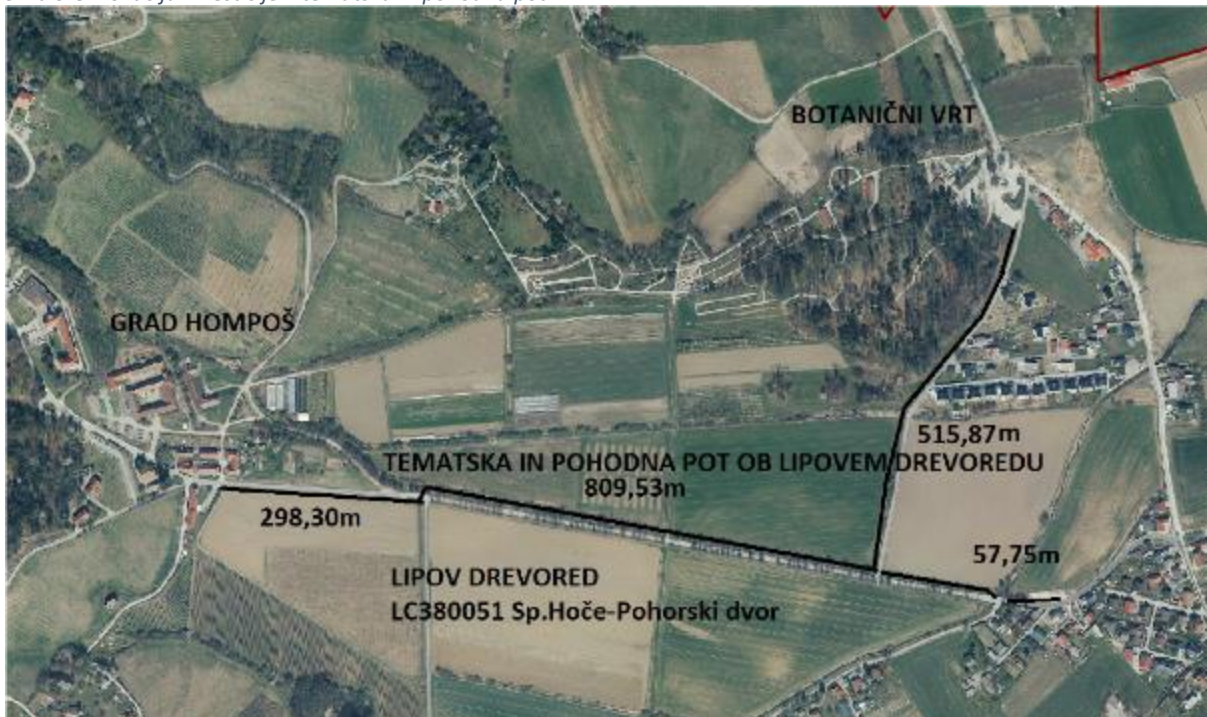 BOTANIČNI VRT
GRAD HOMPOŠ
515,87m
TEMATSKA IN POHODNA POT OB LIPOVEM DREVOREDU
809,53m
298,30m
57,75m
LIPOV DREVORED
LC380051 Sp.Hoče-Pohorski dvor